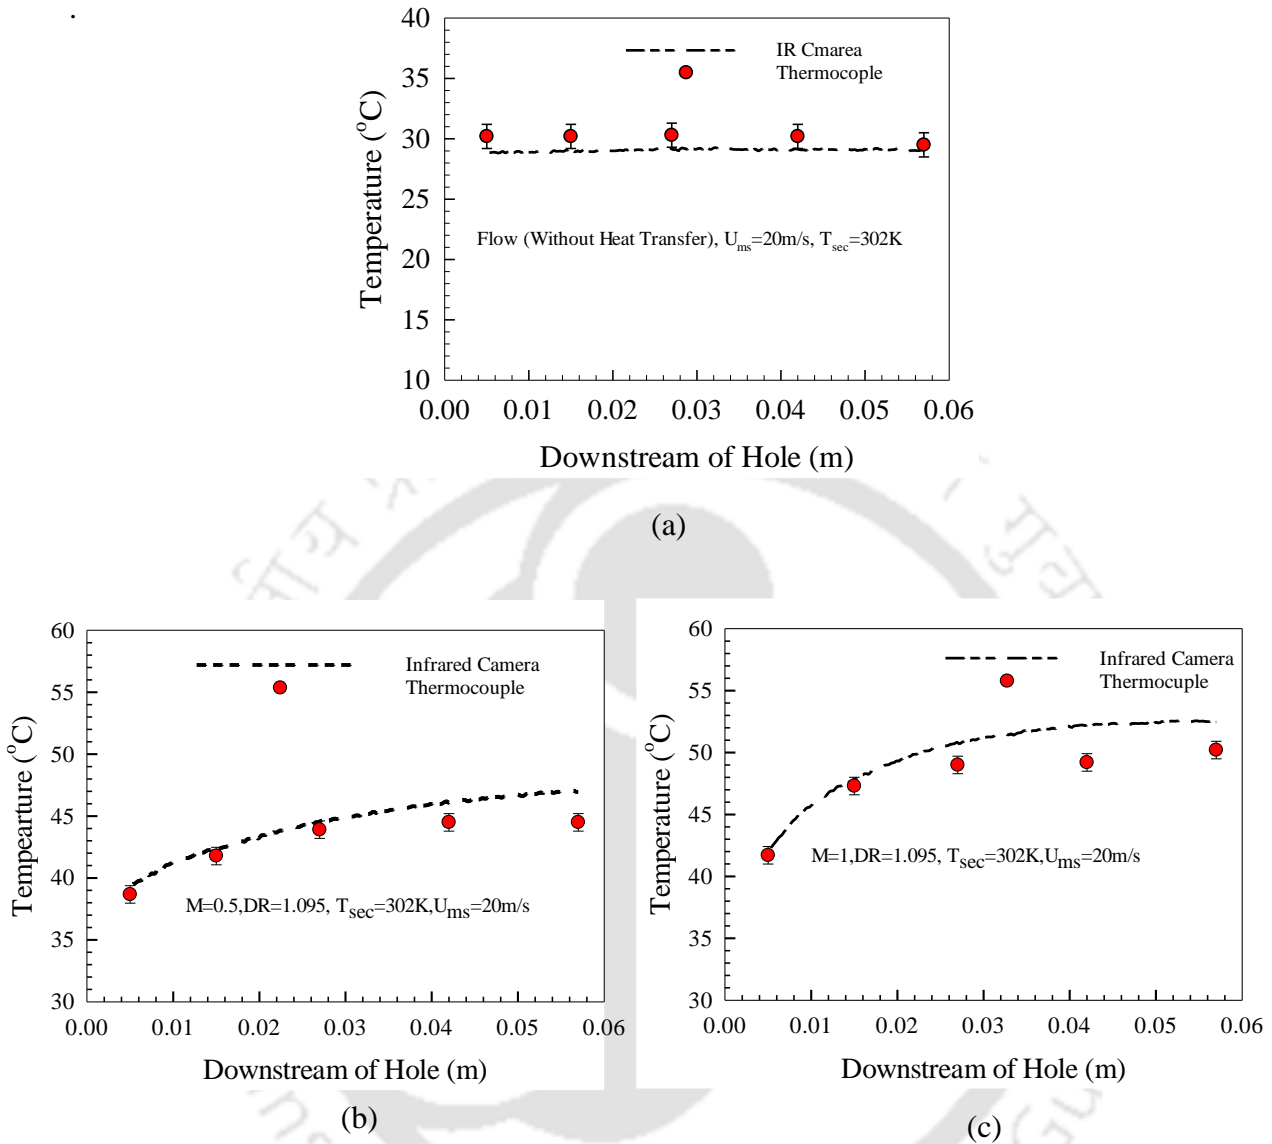 40
IR Cmarea
Thermocople
35
30
25
20
15
10
Temperature (°C)
Flow (Without Heat Transfer), Ums=20m/s, Tsec=302K
0.00 0.01 0.02 0.03 0.04 0.05 0.06
Downstream of Hole (m)
(a)
60
Infrared Camera
Thermocouple
55
50
45
40
35
30
Tempearture (°C)
M=0.5,DR=1.095, Tsec=302K,Ums=20m/s
0.00 0.01 0.02 0.03 0.04 0.05 0.06
Downstream of Hole (m)
(b)
60
Infrared Camera
Thermocuple
55
50
45
40
35
30
Temperature (°C)
M=1,DR=1.095, Tsec=302K,Ums=20m/s
0.00 0.01 0.02 0.03 0.04 0.05 0.06
Downstream of Hole (m)
(c)